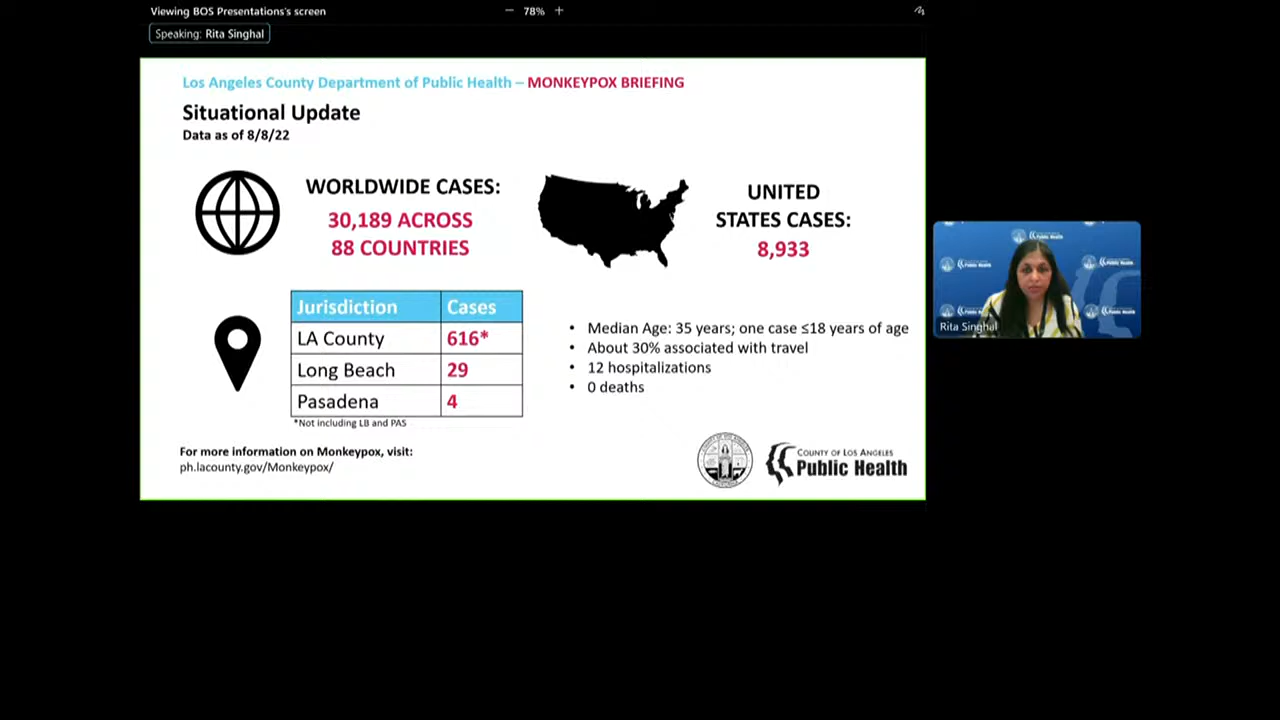 Viewing BOS Presentations's screen
78%
Speaking: Rita Singhal
Los Angeles County Department of Public Health – MONKEYPOX BRIEFING
Situational Update
Data as of 8/8/22
WORLDWIDE CASES:
30,189 ACROSS
88 COUNTRIES
UNITED
STATES CASES:
8,933
Jurisdiction Cases
LA County 616*
Long Beach 29
Pasadena 4
*Not including LB and PAS
• Median Age: 35 years; one case ≤18 years of age
• About 30% associated with travel
• 12 hospitalizations
• 0 deaths
For more information on Monkeypox, visit:
ph.lacounty.gov/Monkeypox/
COUNTY OF LOS ANGELES
Public Health
Public Health
Rita Singhal